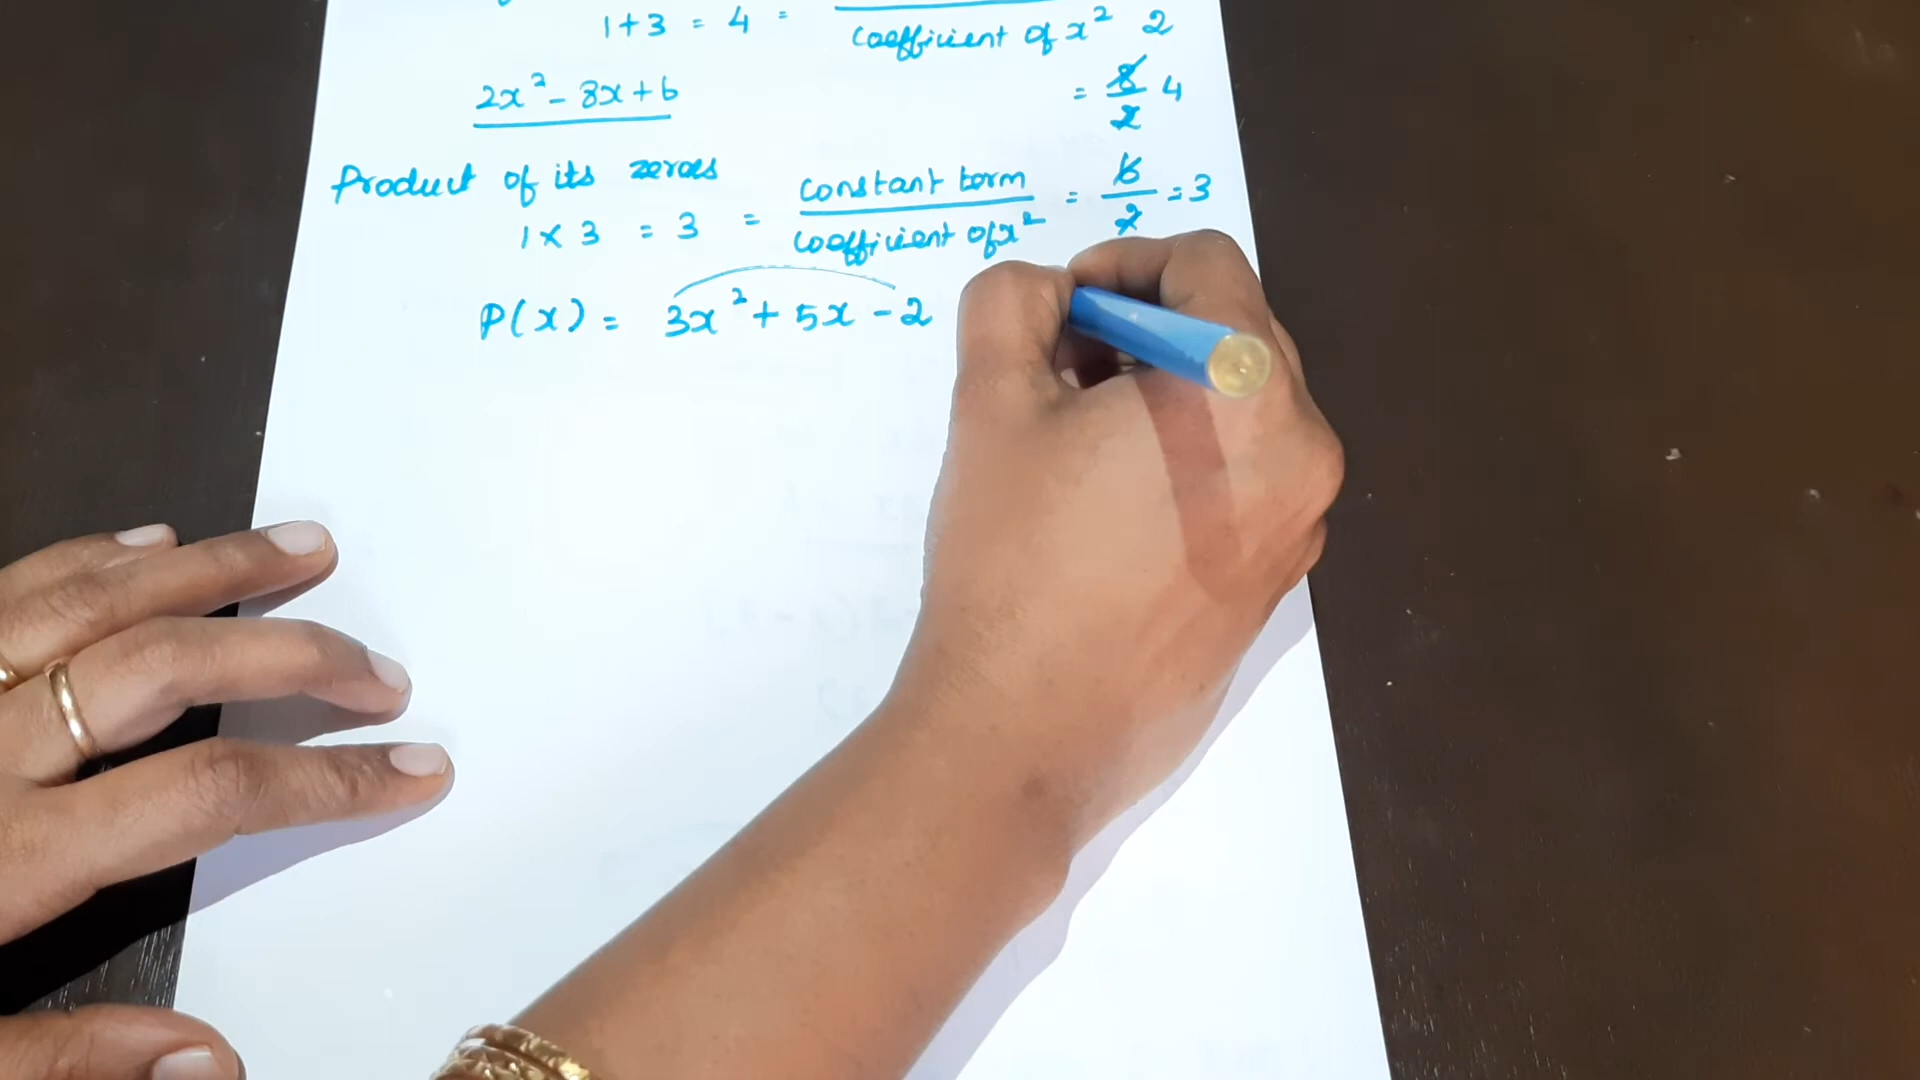 1+3 = 4 =
coefficient of x² 2
2x² - 8x + 6
= 8/2 4
Product of its zeroes
constant term / coefficient of x² = 6/2 = 3
1 × 3 = 3 =
P(x) = 3x² + 5x - 2